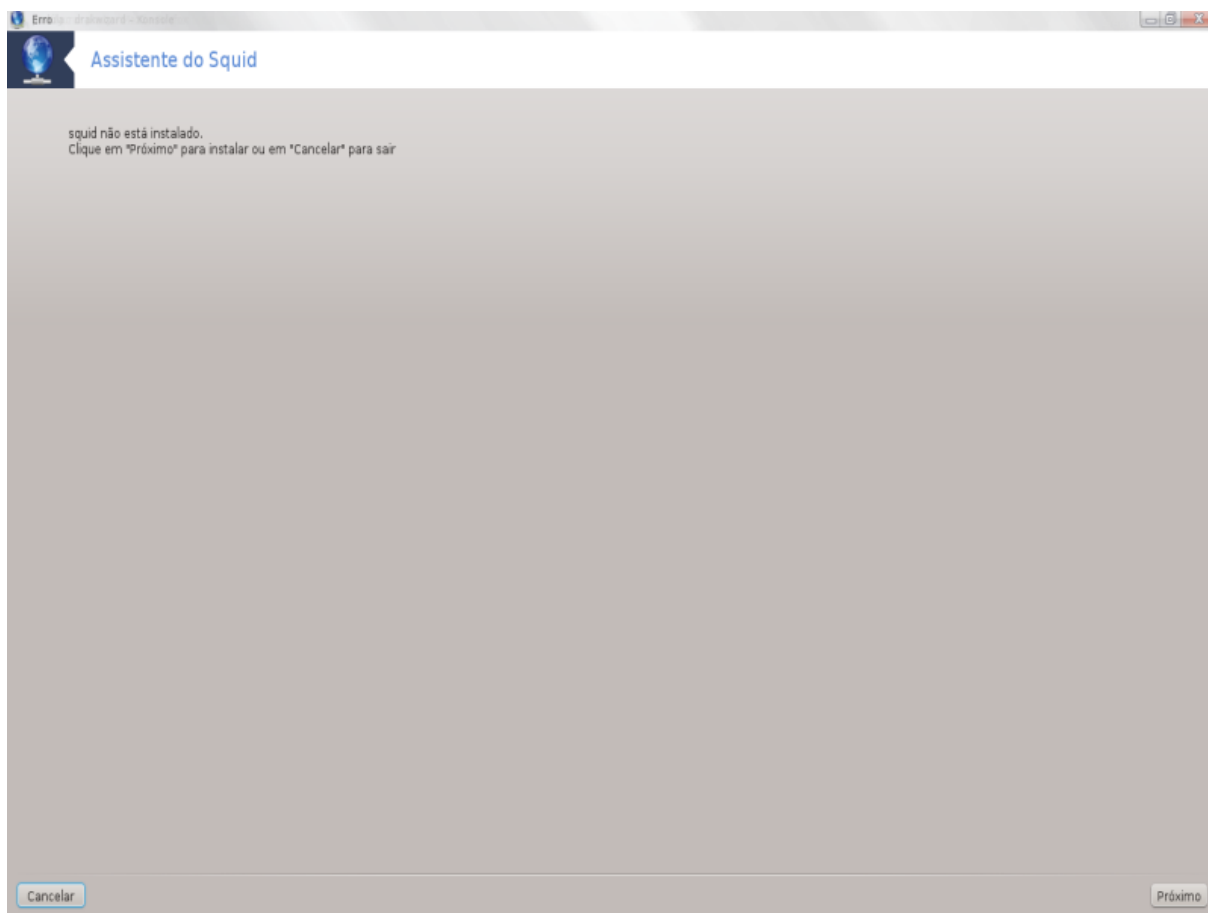 Erro
Assistente do Squid
squid não está instalado.
Clique em "Próximo" para instalar ou em "Cancelar" para sair
Cancelar
Próximo